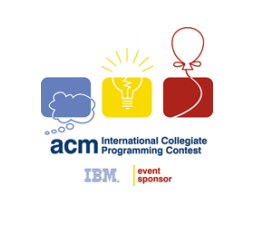 acm International Collegiate
Programming Contest
IBM. event
sponsor